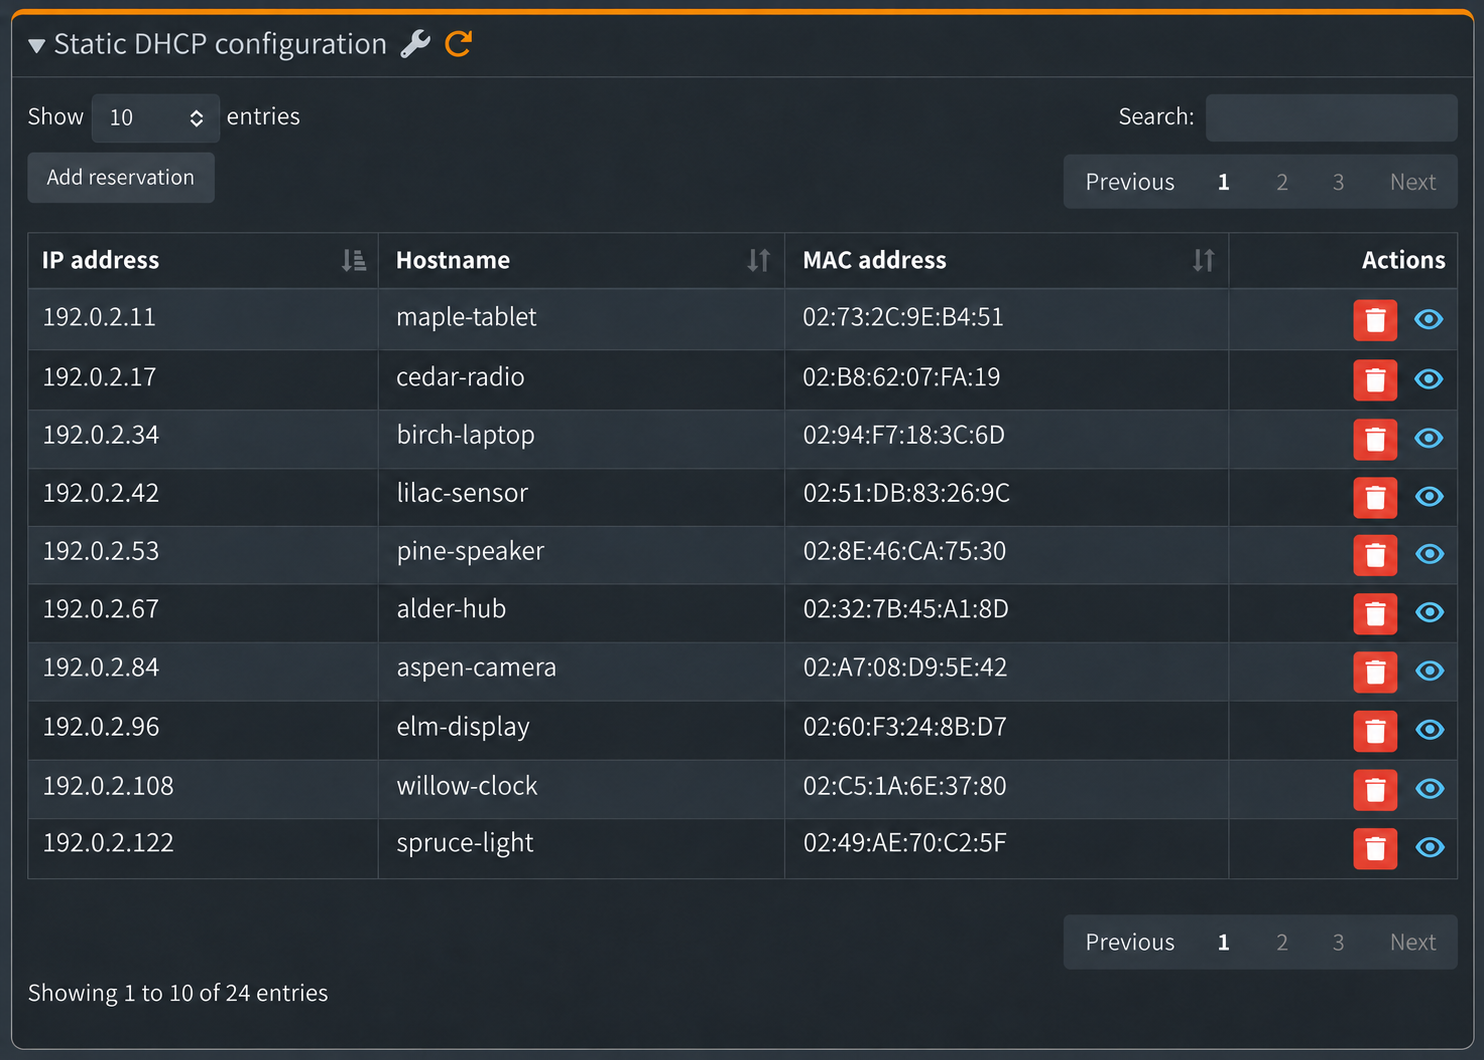 Static DHCP configuration
Show 10 entries
Search:
Add reservation
Previous 1 2 3 Next
IP address Hostname MAC address Actions
192.0.2.11 maple-tablet 02:73:2C:9E:B4:51
192.0.2.17 cedar-radio 02:B8:62:07:FA:19
192.0.2.34 birch-laptop 02:94:F7:18:3C:6D
192.0.2.42 lilac-sensor 02:51:DB:83:26:9C
192.0.2.53 pine-speaker 02:8E:46:CA:75:30
192.0.2.67 alder-hub 02:32:7B:45:A1:8D
192.0.2.84 aspen-camera 02:A7:08:D9:5E:42
192.0.2.96 elm-display 02:60:F3:24:8B:D7
192.0.2.108 willow-clock 02:C5:1A:6E:37:80
192.0.2.122 spruce-light 02:49:AE:70:C2:5F
Previous 1 2 3 Next
Showing 1 to 10 of 24 entries